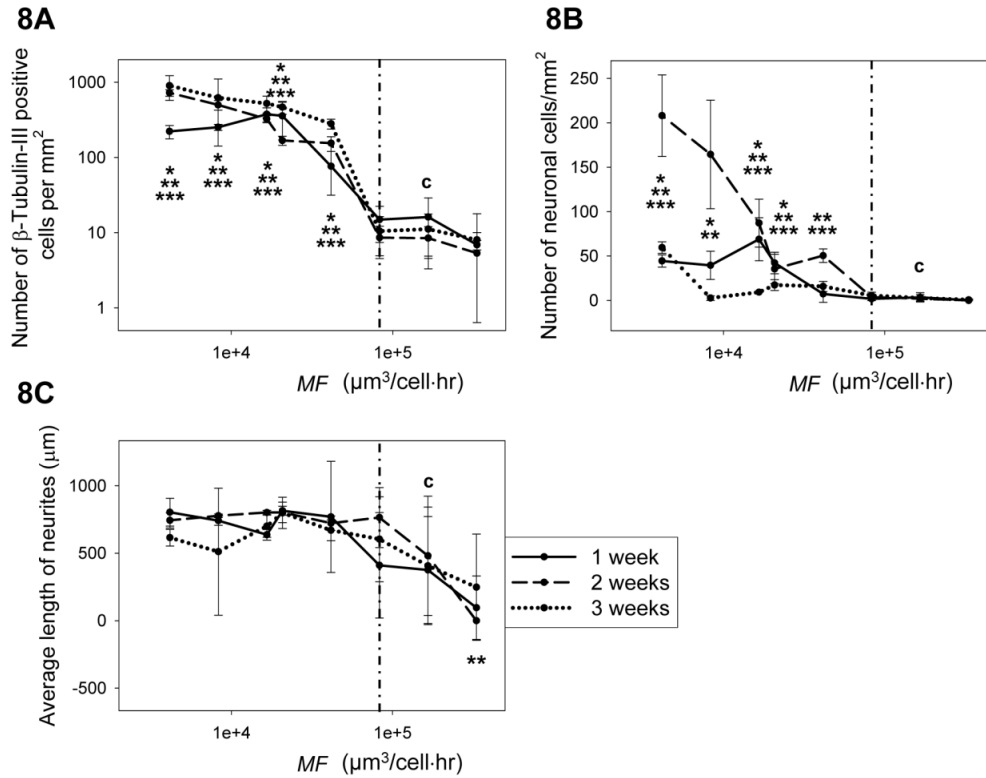 8A
Number of β-Tubulin-III positive
cells per mm²
1000
100
10
1
*
**
***
*
**
***
*
**
***
*
**
***
*
**
***
c
1e+4
1e+5
MF (µm³/cell·hr)
8B
Number of neuronal cells/mm²
250
200
150
100
50
0
*
**
***
*
**
*
**
***
*
**
***
**
***
c
1e+4
1e+5
MF (µm³/cell·hr)
8C
Average length of neurites (µm)
1000
500
0
-500
c
**
1e+4
1e+5
MF (µm³/cell·hr)
1 week
2 weeks
3 weeks